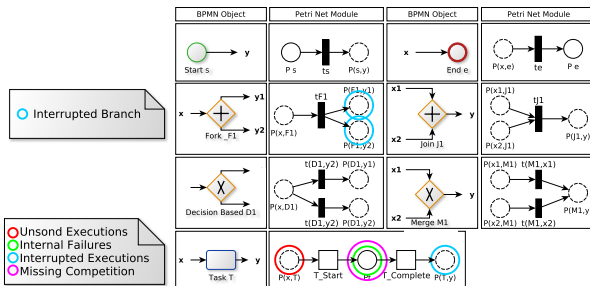 BPMN Object
Petri Net Module
BPMN Object
Petri Net Module
Start s
y
P s
ts
P(s,y)
x
End e
P(x,e)
te
P e
Interrupted Branch
x
y1
y2
Fork _F1
P(x,F1)
tF1
P(F1,y1)
P(F1,y2)
x1
x2
y
Join J1
P(x1,J1)
P(x2,J1)
tJ1
P(J1,y)
X
Decision Based D1
P(x,D1)
t(D1,y2)
P(D1,y1)
t(D1,y2)
P(D1,y2)
x1
x2
X
y
Merge M1
P(x1,M1)
t(M1,x1)
P(x2,M1)
t(M1,x2)
P(M1,y
Unsond Executions
Internal Failures
Interrupted Executions
Missing Competition
x
y
Task T
P(x,T)
T_Start
T_Complete
P(T,y)